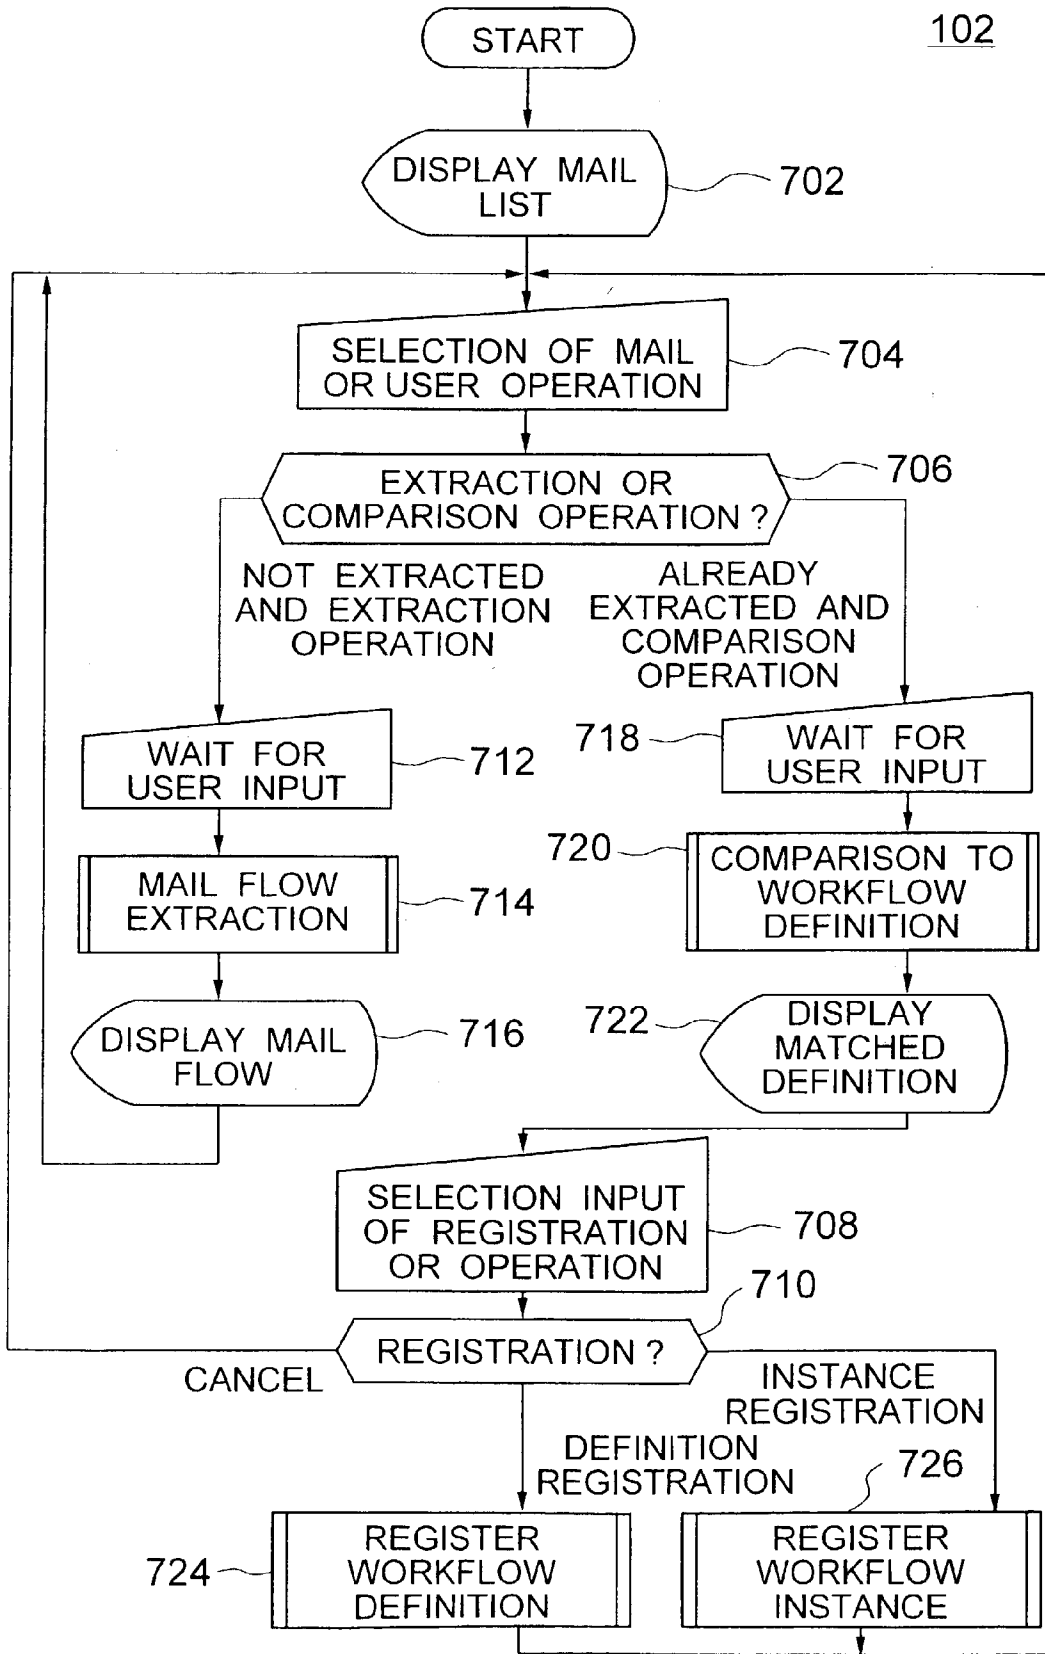 START
102
DISPLAY MAIL
LIST
702
SELECTION OF MAIL
OR USER OPERATION
704
EXTRACTION OR
COMPARISON OPERATION ?
706
NOT EXTRACTED
AND EXTRACTION
OPERATION
ALREADY
EXTRACTED AND
COMPARISON
OPERATION
WAIT FOR
USER INPUT
712
718
WAIT FOR
USER INPUT
MAIL FLOW
EXTRACTION
714
720
COMPARISON TO
WORKFLOW
DEFINITION
DISPLAY MAIL
FLOW
716
722
DISPLAY
MATCHED
DEFINITION
SELECTION INPUT
OF REGISTRATION
OR OPERATION
708
710
REGISTRATION ?
CANCEL
INSTANCE
REGISTRATION
DEFINITION
REGISTRATION
726
724
REGISTER
WORKFLOW
DEFINITION
REGISTER
WORKFLOW
INSTANCE